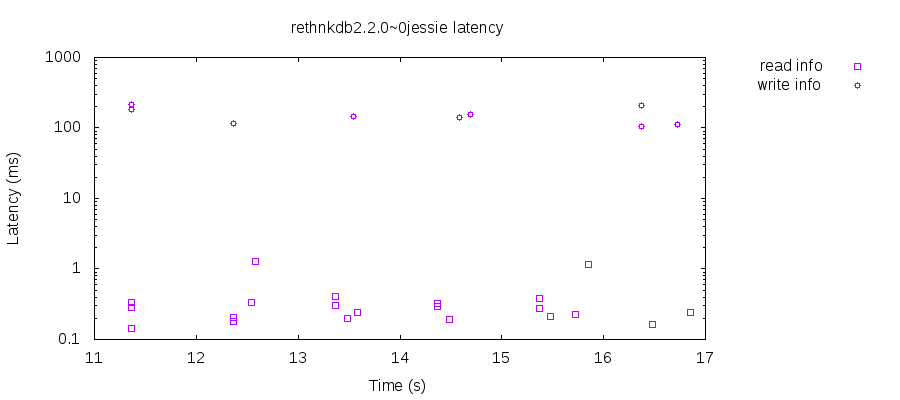 rethnkdb2.2.0~0jessie latency
1000
100
10
1
0.1
Latency (ms)
11 12 13 14 15 16 17
Time (s)
read info
write info